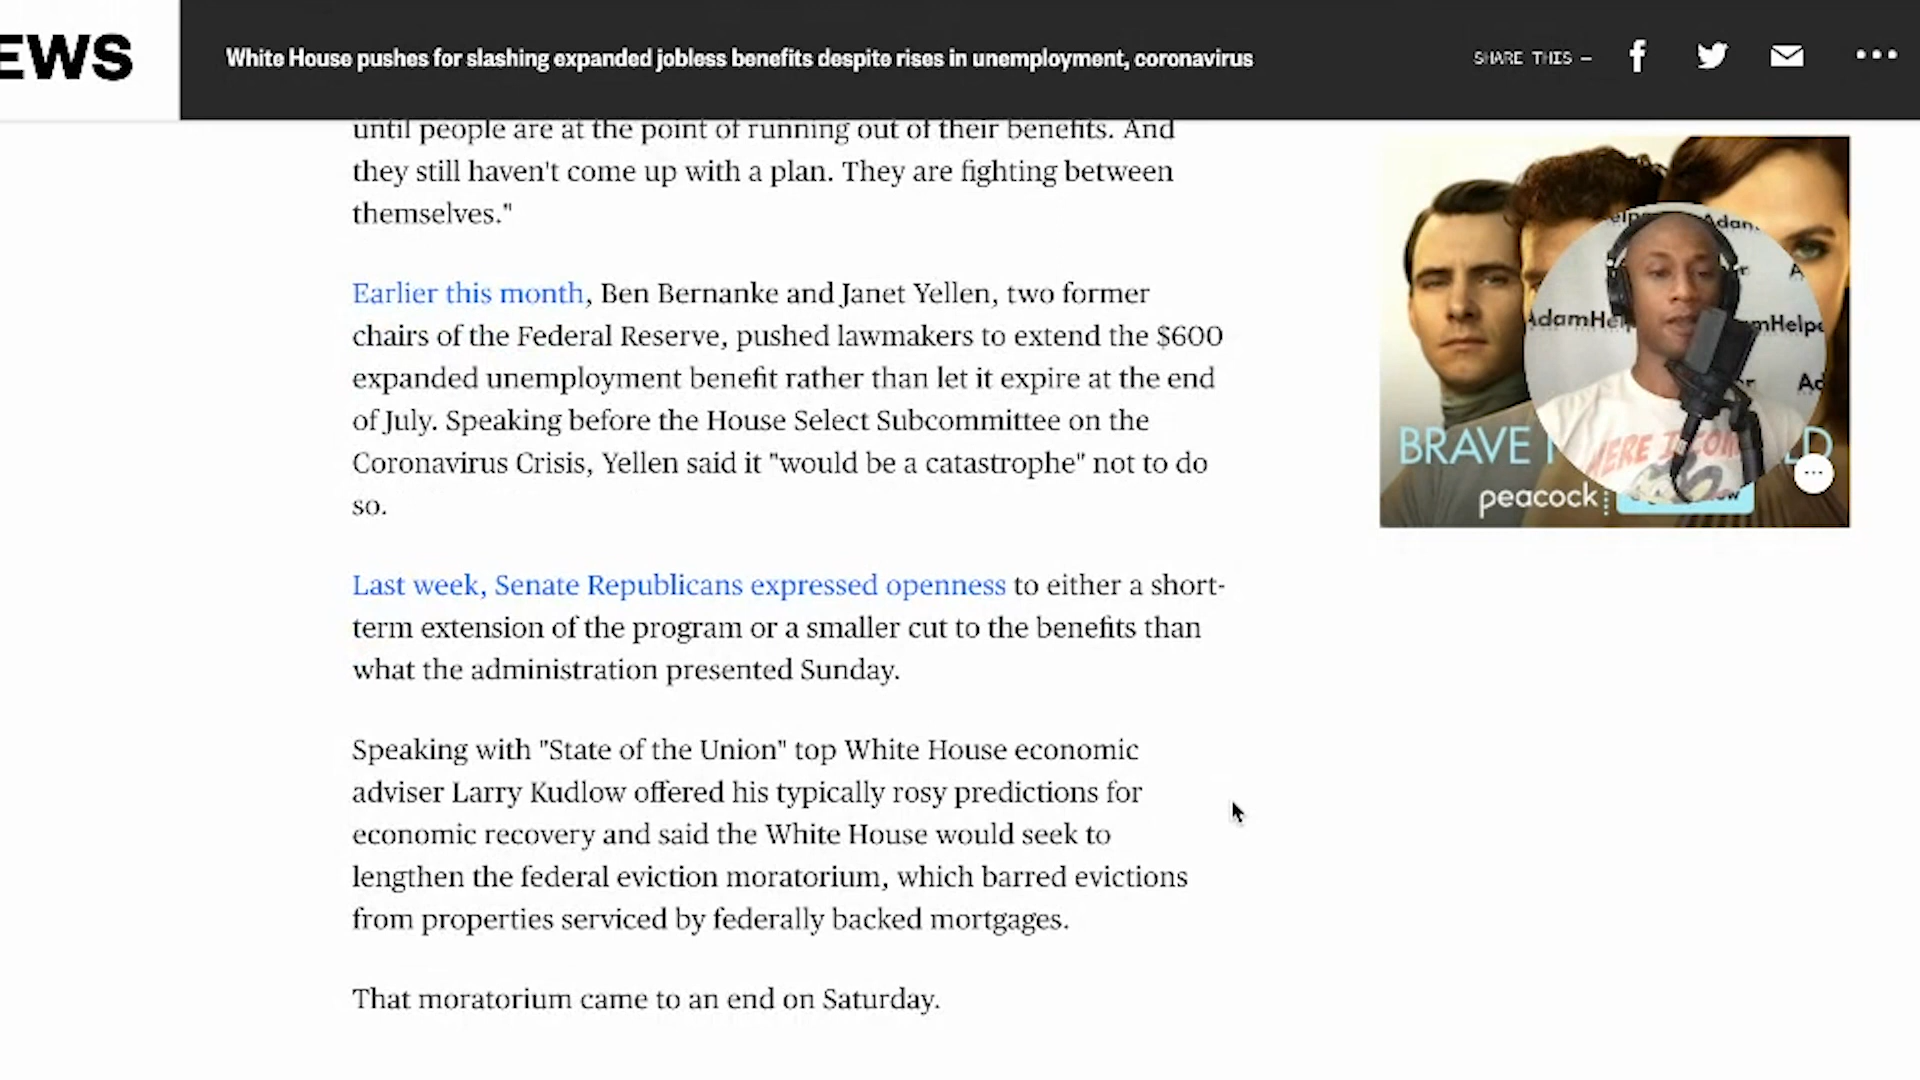 EWS
White House pushes for slashing expanded jobless benefits despite rises in unemployment, coronavirus
SHARE THIS —
until people are at the point of running out of their benefits. And
they still haven't come up with a plan. They are fighting between
themselves."
Earlier this month, Ben Bernanke and Janet Yellen, two former
chairs of the Federal Reserve, pushed lawmakers to extend the $600
expanded unemployment benefit rather than let it expire at the end
of July. Speaking before the House Select Subcommittee on the
Coronavirus Crisis, Yellen said it "would be a catastrophe" not to do
so.
Last week, Senate Republicans expressed openness to either a short-
term extension of the program or a smaller cut to the benefits than
what the administration presented Sunday.
Speaking with "State of the Union" top White House economic
adviser Larry Kudlow offered his typically rosy predictions for
economic recovery and said the White House would seek to
lengthen the federal eviction moratorium, which barred evictions
from properties serviced by federally backed mortgages.
That moratorium came to an end on Saturday.
elp Adam
AdamHel mHelpe
Ad
HERE I COM
BRAVE
LD
peacock